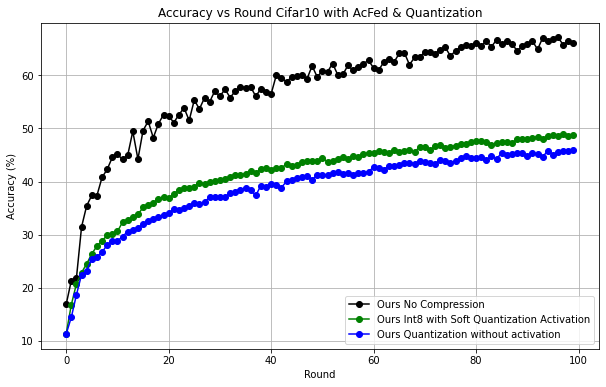 Accuracy vs Round Cifar10 with AcFed & Quantization
Accuracy (%)
60
50
40
30
20
10
0
20
40
60
80
100
Round
Ours No Compression
Ours Int8 with Soft Quantization Activation
Ours Quantization without activation